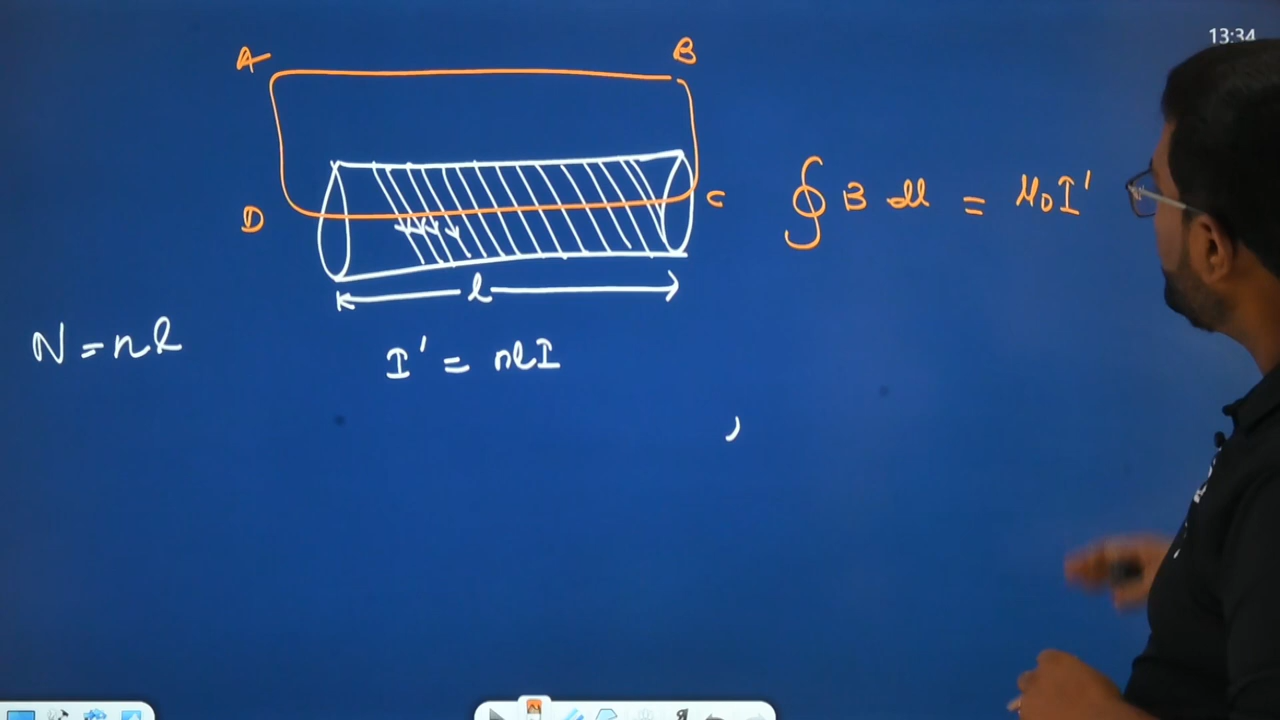 13:34
A B
∮ B dl = μ0I'
D C
l
N = nl
I' = nlI